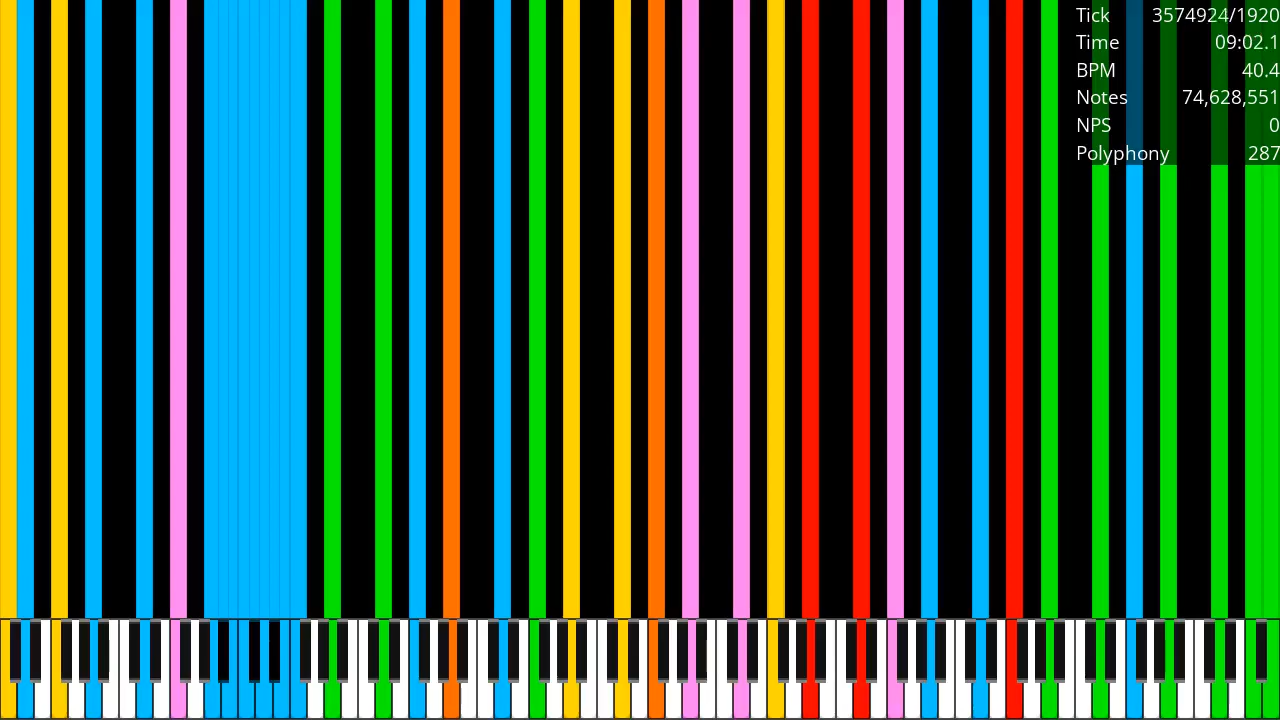 Tick 3574924/1920
Time 09:02.1
BPM 40.4
Notes 74,628,551
NPS 0
Polyphony 287